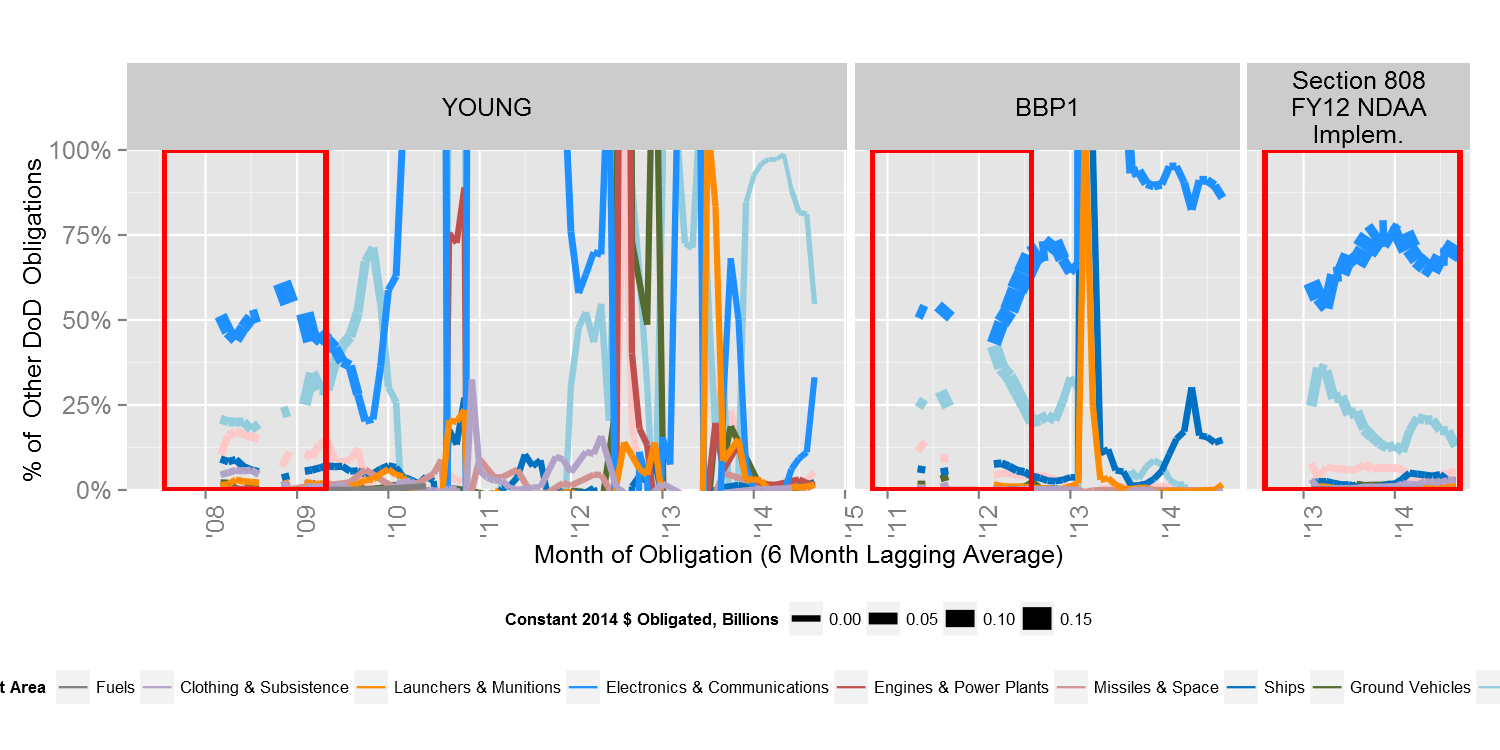 YOUNG
BBP1
Section 808
FY12 NDAA
Implem.
% of Other DoD Obligations
100%
75%
50%
25%
0%
'08
'09
'10
'11
'12
'13
'14
'15
'11
'12
'13
'14
'13
'14
Month of Obligation (6 Month Lagging Average)
Constant 2014 $ Obligated, Billions 0.00 0.05 0.10 0.15
t Area Fuels Clothing & Subsistence Launchers & Munitions Electronics & Communications Engines & Power Plants Missiles & Space Ships Ground Vehicles